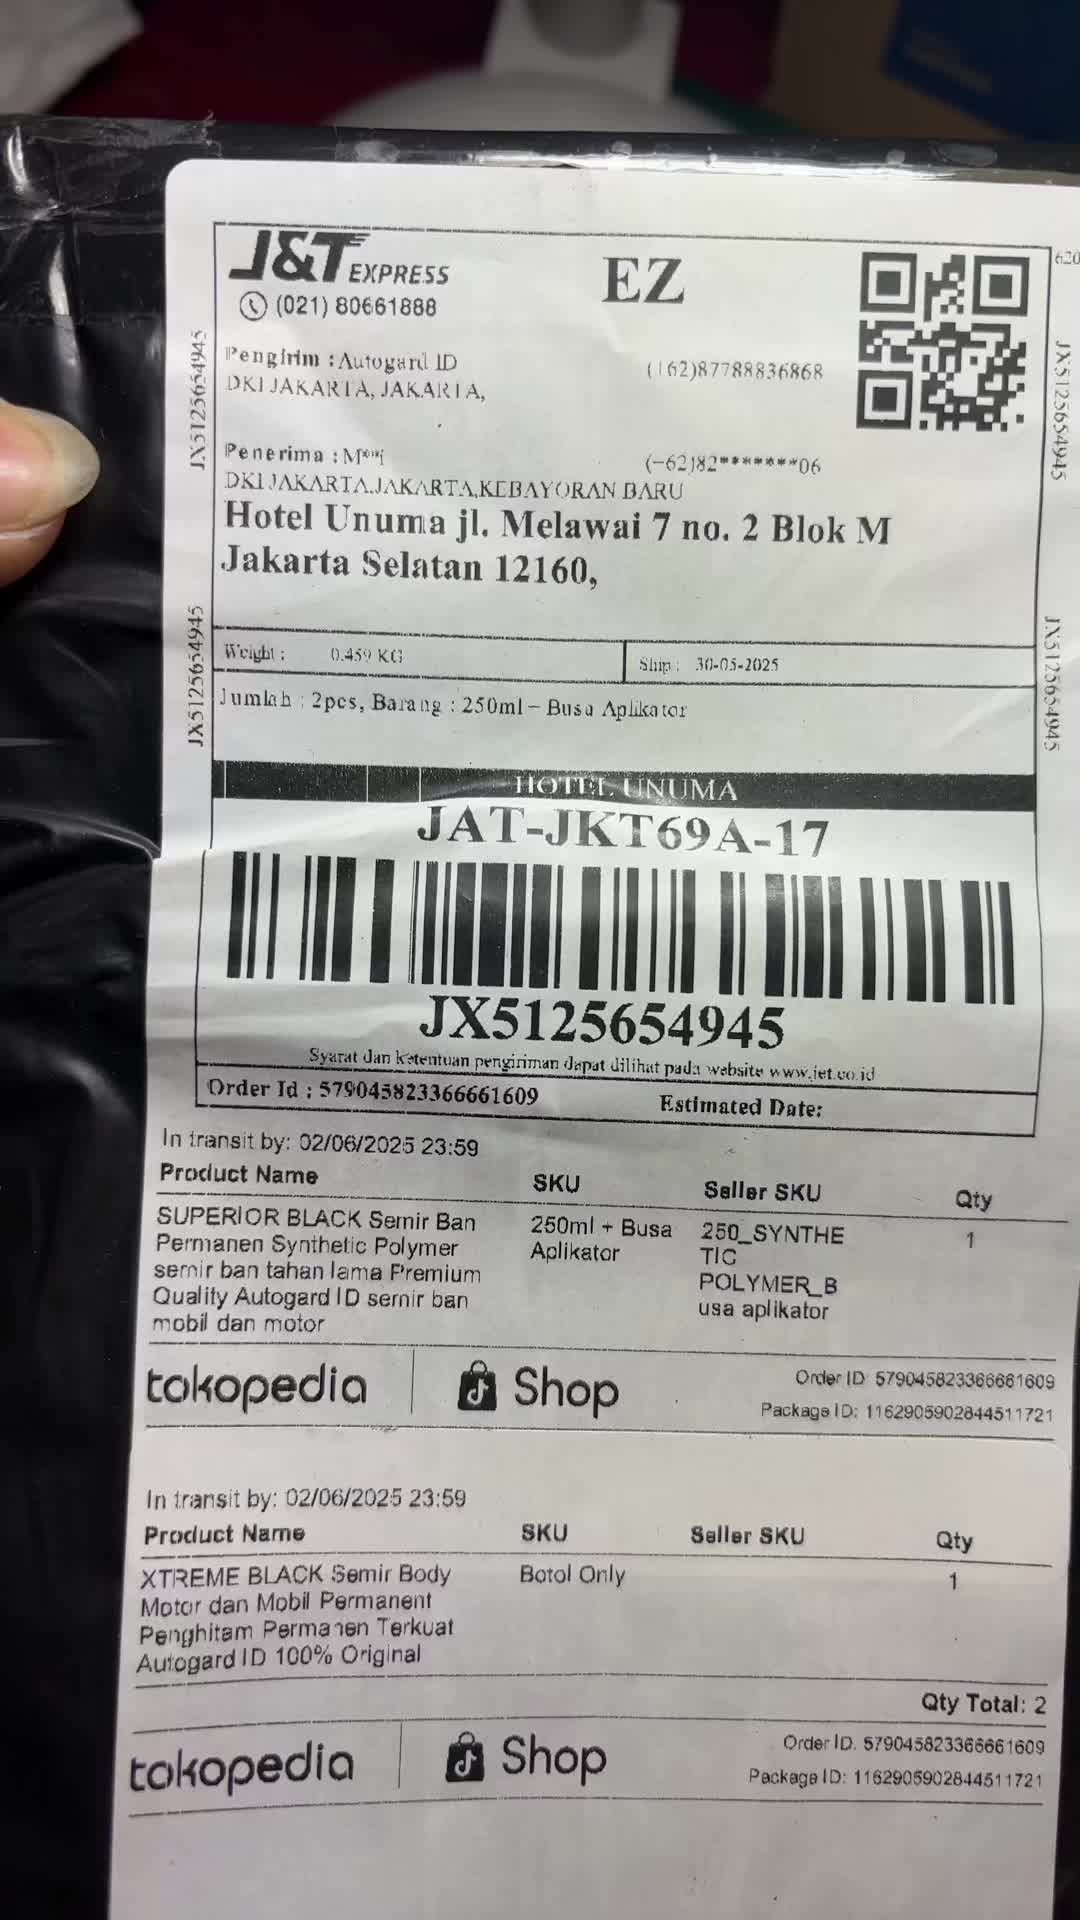 J&T EXPRESS
EZ
(021) 80661888
620
Pengirim : Autogard ID
(+62)87788836868
DKI JAKARTA, JAKARTA,
Penerima : M***i
(+62)82*******06
DKI JAKARTA,JAKARTA,KEBAYORAN BARU
Hotel Unuma jl. Melawai 7 no. 2 Blok M
Jakarta Selatan 12160,
JX5125654945
JX5125654945
JX5125654945
JX5125654945
Weight : 0.459 KG
Ship : 30-05-2025
Jumlah : 2pcs, Barang : 250ml – Busa Aplikator
HOTEL UNUMA
JAT-JKT69A-17
JX5125654945
Syarat dan ketentuan pengiriman dapat dilihat pada website www.jet.co.id
Order Id : 579045823366661609
Estimated Date:
In transit by: 02/06/2025 23:59
Product Name SKU Seller SKU Qty
SUPERIOR BLACK Semir Ban 250ml + Busa 250_SYNTHE 1
Permanen Synthetic Polymer Aplikator TIC
semir ban tahan lama Premium POLYMER_B
Quality Autogard ID semir ban usa aplikator
mobil dan motor
tokopedia | Shop
Order ID: 579045823366661609
Package ID: 1162905902844511721
In transit by: 02/06/2025 23:59
Product Name SKU Seller SKU Qty
XTREME BLACK Semir Body Botol Only 1
Motor dan Mobil Permanent
Penghitam Permanen Terkuat
Autogard ID 100% Original
Qty Total: 2
tokopedia | Shop
Order ID: 579045823366661609
Package ID: 1162905902844511721